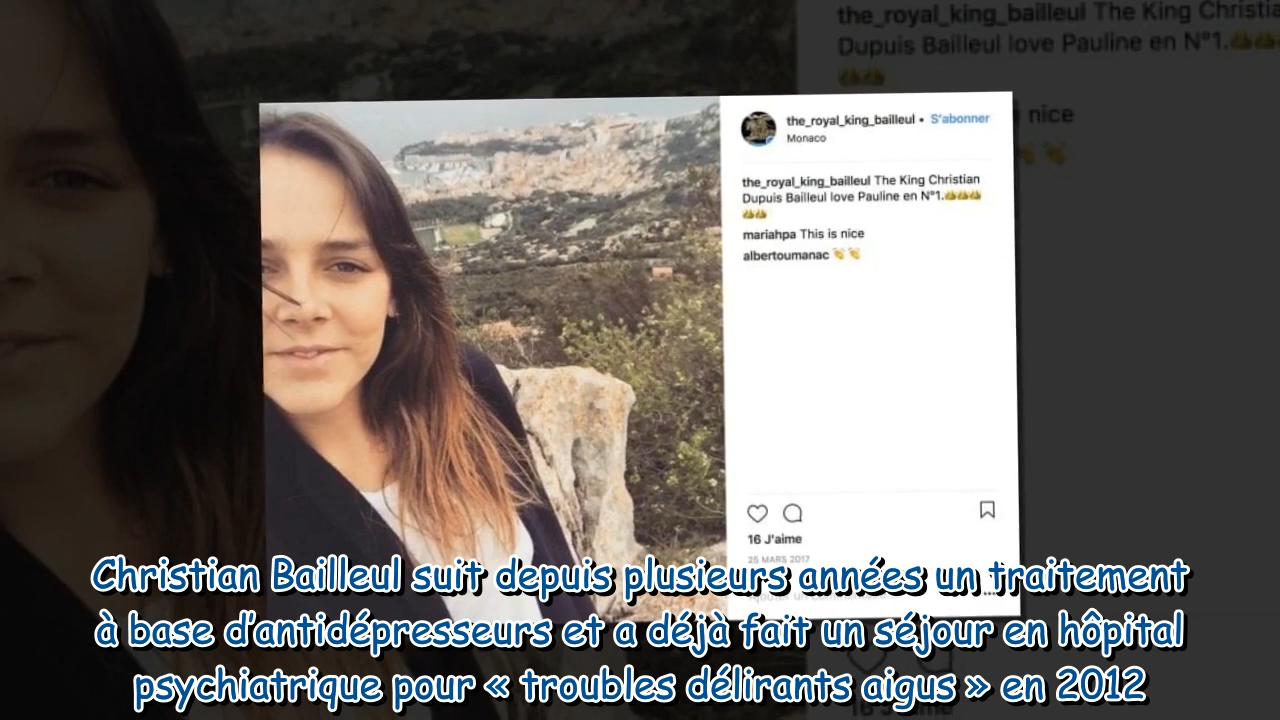 the_royal_king_bailleul The King Christia
Dupuis Bailleul love Pauline en N°1.
nice
the_royal_king_bailleul • S'abonner
Monaco
the_royal_king_bailleul The King Christian
Dupuis Bailleul love Pauline en N°1.👑👑👑
👑👑
mariahpa This is nice
albertoumanac 👏 👏
16 J'aime
25 MARS 2017
Christian Bailleul suit depuis plusieurs années un traitement
à base d'antidépresseurs et a déjà fait un séjour en hôpital
psychiatrique pour « troubles délirants aigus » en 2012